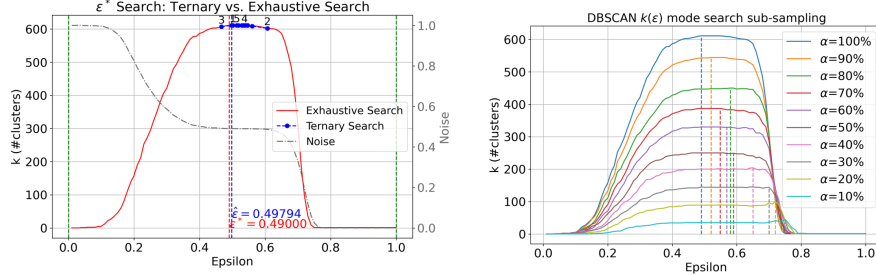 ε* Search: Ternary vs. Exhaustive Search
600
500
400
300
200
100
0
k (#clusters)
3
5
4
2
Exhaustive Search
Ternary Search
Noise
ε̂ = 0.49794
ε* = 0.49000
1.0
0.8
0.6
0.4
0.2
0.0
Noise
0.0 0.2 0.4 0.6 0.8 1.0
Epsilon
DBSCAN k(ε) mode search sub-sampling
600
500
400
300
200
100
0
k (#clusters)
α=100%
α=90%
α=80%
α=70%
α=60%
α=50%
α=40%
α=30%
α=20%
α=10%
0.0 0.2 0.4 0.6 0.8 1.0
Epsilon